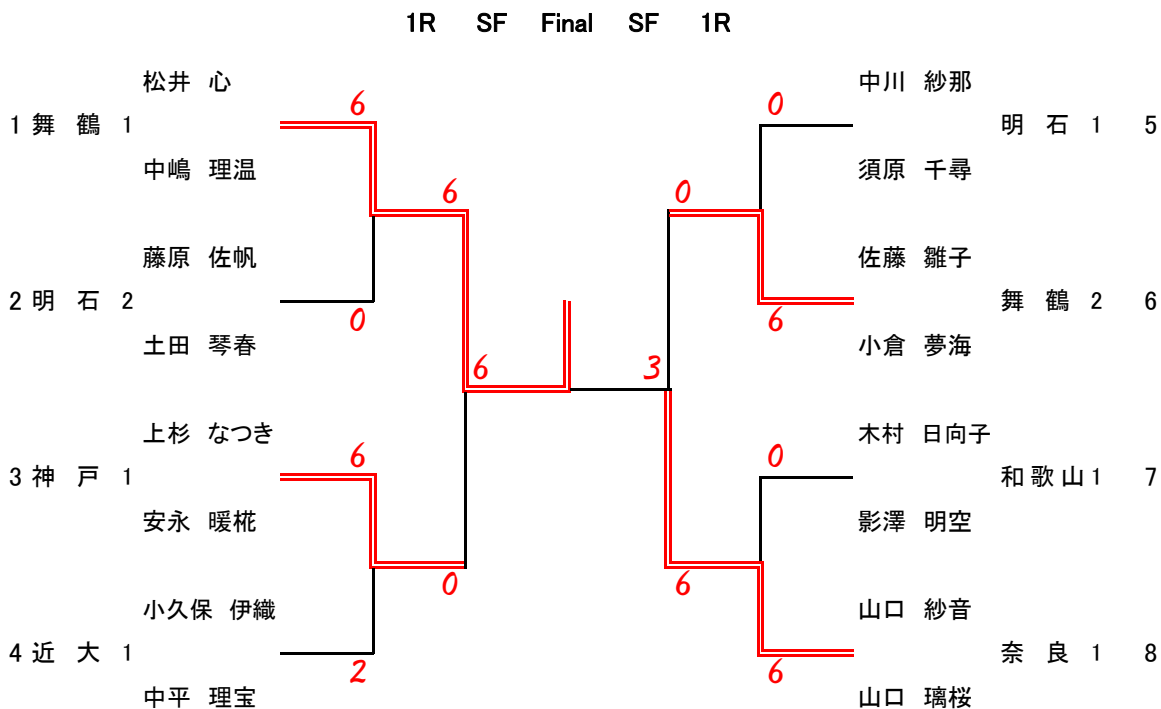 1R SF Final SF 1R
松井 心
6
1 舞 鶴 1
中嶋 理温
6
藤原 佐帆
2 明 石 2
0
土田 琴春
6
上杉 なつき
6
3 神 戸 1
安永 暖椛
0
小久保 伊織
4 近 大 1
2
中平 理宝
中川 紗那
0
明 石 1 5
須原 千尋
0
佐藤 雛子
舞 鶴 2 6
6
小倉 夢海
3
木村 日向子
0
和歌山1 7
影澤 明空
6
山口 紗音
奈 良 1 8
6
山口 璃桜